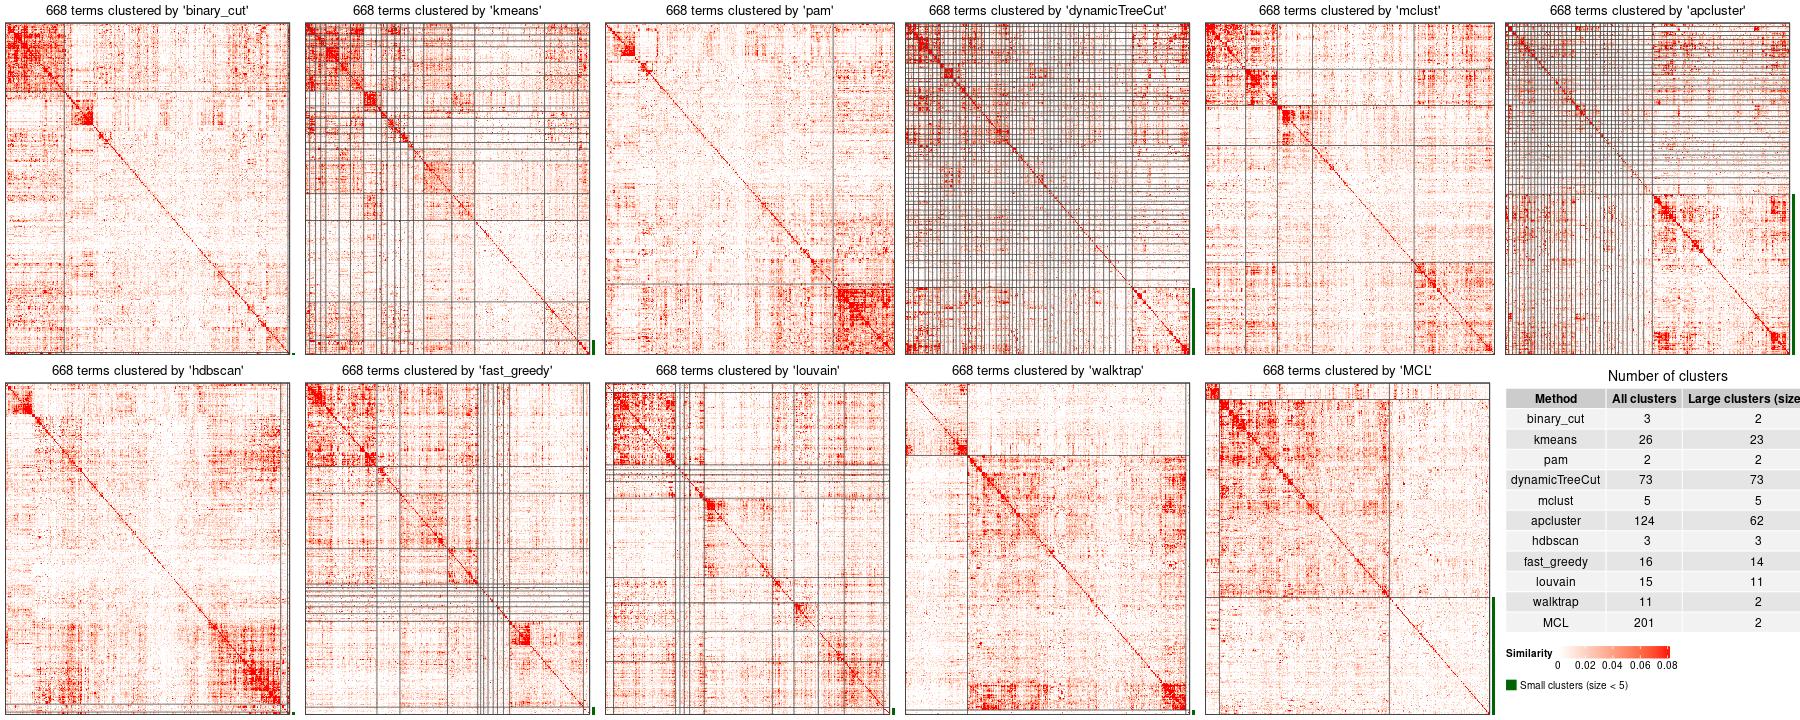 668 terms clustered by 'binary_cut'
668 terms clustered by 'kmeans'
668 terms clustered by 'pam'
668 terms clustered by 'dynamicTreeCut'
668 terms clustered by 'mclust'
668 terms clustered by 'apcluster'
668 terms clustered by 'hdbscan'
668 terms clustered by 'fast_greedy'
668 terms clustered by 'louvain'
668 terms clustered by 'walktrap'
668 terms clustered by 'MCL'
Number of clusters
Method All clusters Large clusters (size
binary_cut 3 2
kmeans 26 23
pam 2 2
dynamicTreeCut 73 73
mclust 5 5
apcluster 124 62
hdbscan 3 3
fast_greedy 16 14
louvain 15 11
walktrap 11 2
MCL 201 2
Similarity
0 0.02 0.04 0.06 0.08
Small clusters (size < 5)